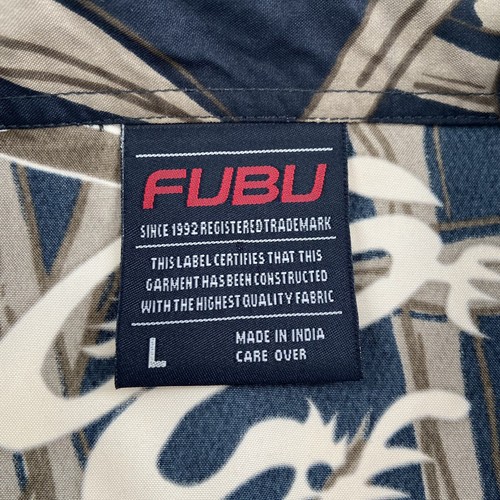 FUBU
SINCE 1992 REGISTERED TRADEMARK
THIS LABEL CERTIFIES THAT THIS
GARMENT HAS BEEN CONSTRUCTED
WITH THE HIGHEST QUALITY FABRIC
L
MADE IN INDIA
CARE OVER